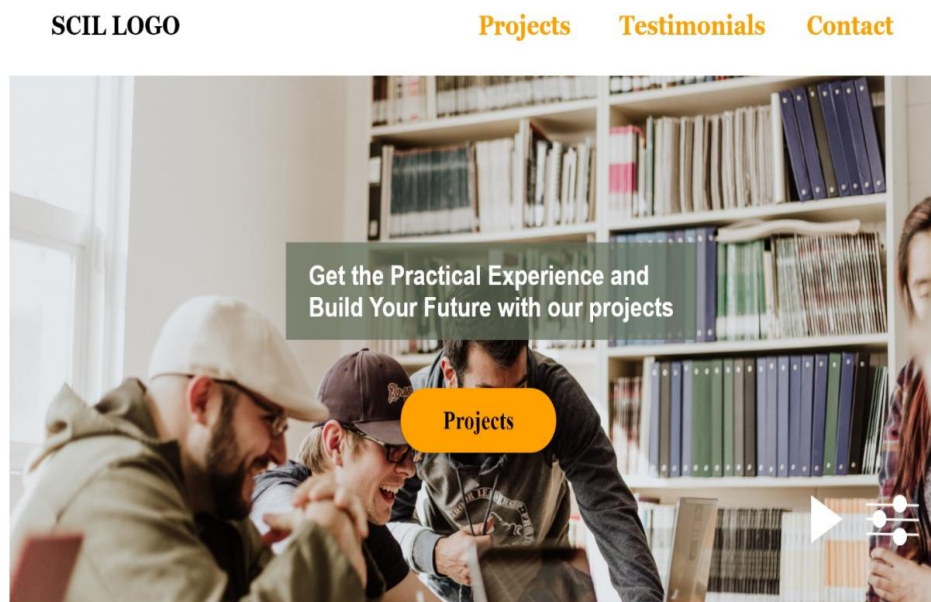 SCIL LOGO
Projects
Testimonials
Contact
Get the Practical Experience and
Build Your Future with our projects
Projects